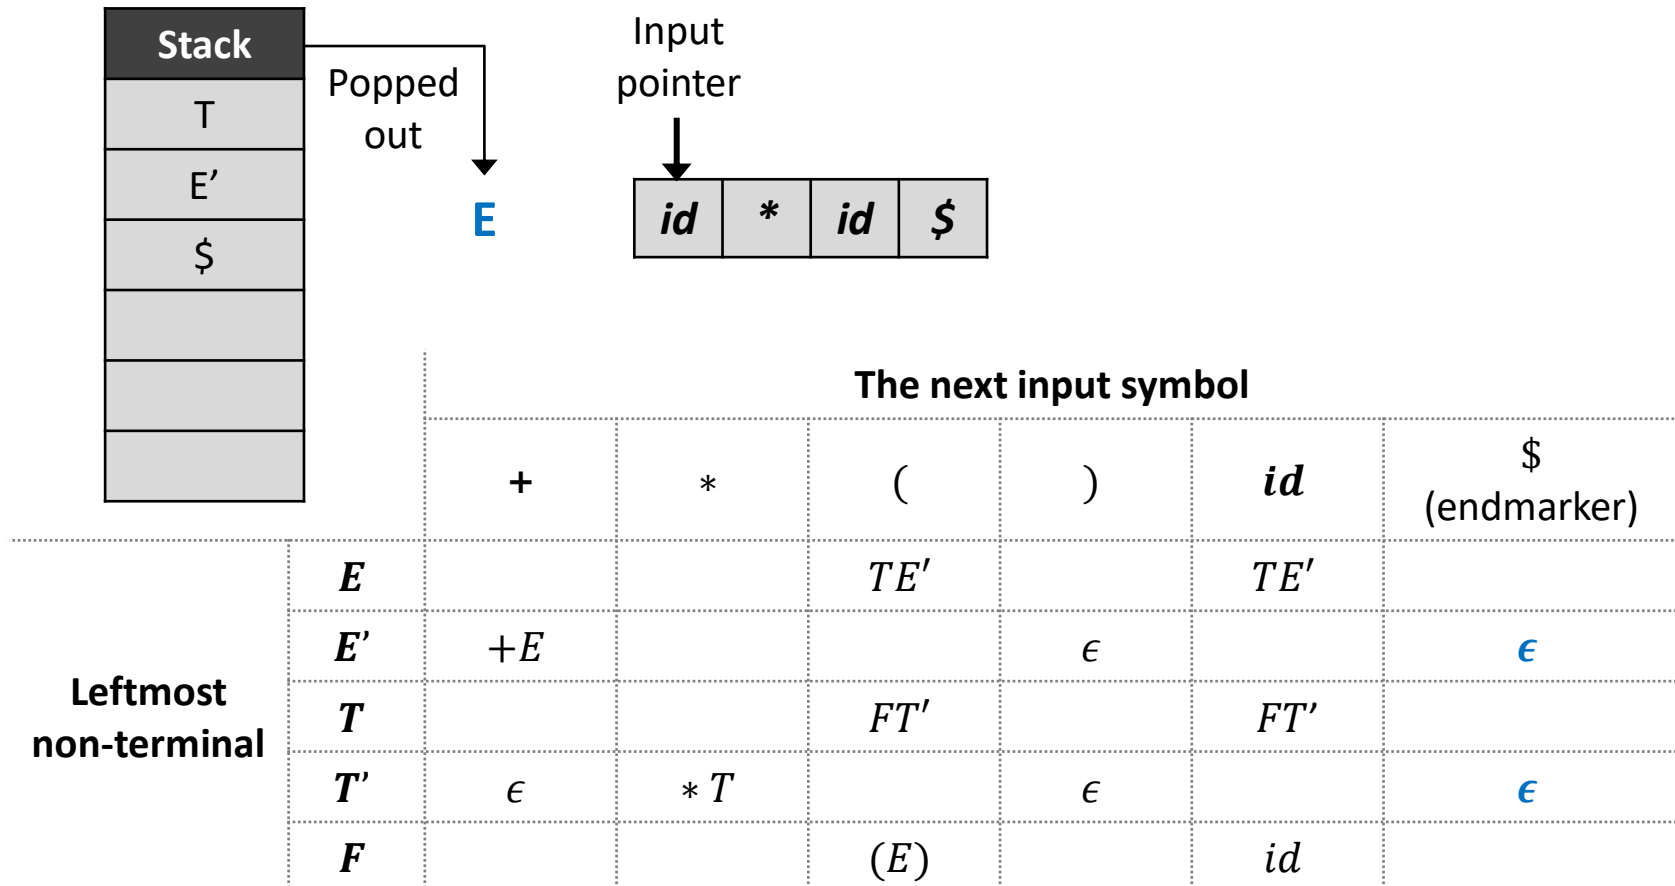 Stack
T
E’
$
Popped
out
E
Input
pointer
id * id $
The next input symbol
+ ∗ ( ) id $
(endmarker)
Leftmost
non-terminal
E TE′ TE′
E’ +E ϵ ϵ
T FT′ FT’
T’ ϵ ∗ T ϵ ϵ
F (E) id